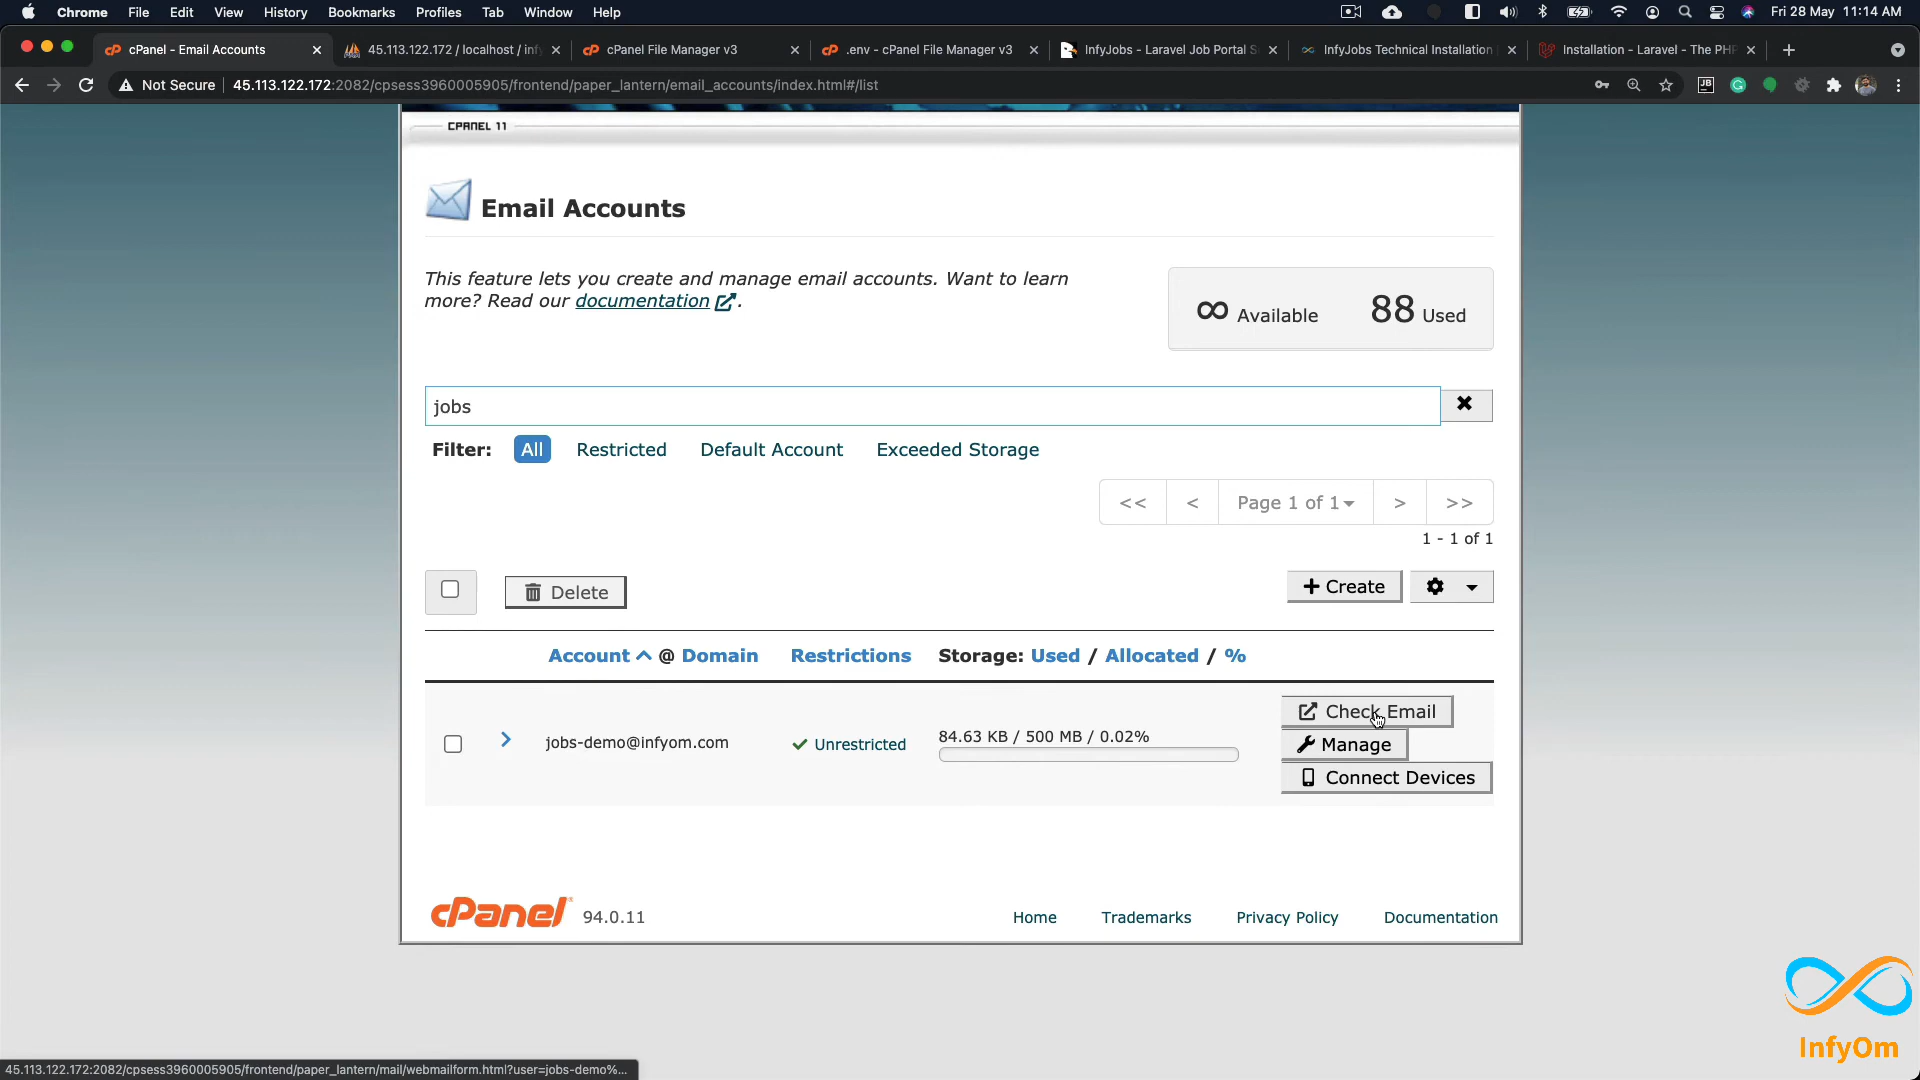 Chrome File Edit View History Bookmarks Profiles Tab Window Help Fri 28 May 11:14 AM
cPanel - Email Accounts 45.113.122.172 / localhost / inf cPanel File Manager v3 .env - cPanel File Manager v3 InfyJobs - Laravel Job Portal S InfyJobs Technical Installation Installation - Laravel - The PHP
Not Secure 45.113.122.172:2082/cpsess3960005905/frontend/paper_lantern/email_accounts/index.html#/list
CPANEL 11
Email Accounts
This feature lets you create and manage email accounts. Want to learn
more? Read our documentation .
∞ Available 88 Used
jobs
Filter: All Restricted Default Account Exceeded Storage
<< < Page 1 of 1 > >>
1 - 1 of 1
Delete + Create
Account @ Domain Restrictions Storage: Used / Allocated / %
Check Email
jobs-demo@infyom.com Unrestricted 84.63 KB / 500 MB / 0.02%
Manage
Connect Devices
cPanel 94.0.11 Home Trademarks Privacy Policy Documentation
InfyOm
45.113.122.172:2082/cpsess3960005905/frontend/paper_lantern/mail/webmailform.html?user=jobs-demo%...